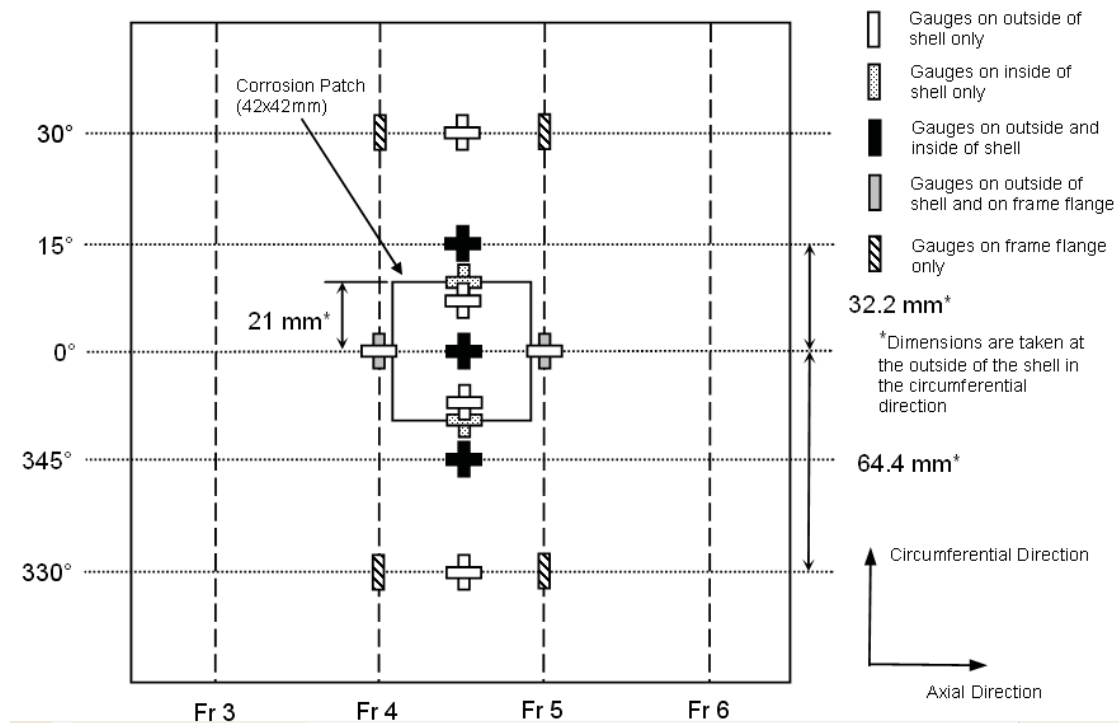 Gauges on outside of
shell only
Gauges on inside of
shell only
Gauges on outside and
inside of shell
Gauges on outside of
shell and on frame flange
Gauges on frame flange
only
Corrosion Patch
(42x42mm)
30°
15°
0°
345°
330°
21 mm*
32.2 mm*
*Dimensions are taken at
the outside of the shell in
the circumferential
direction
64.4 mm*
Circumferential Direction
Axial Direction
Fr 3
Fr 4
Fr 5
Fr 6